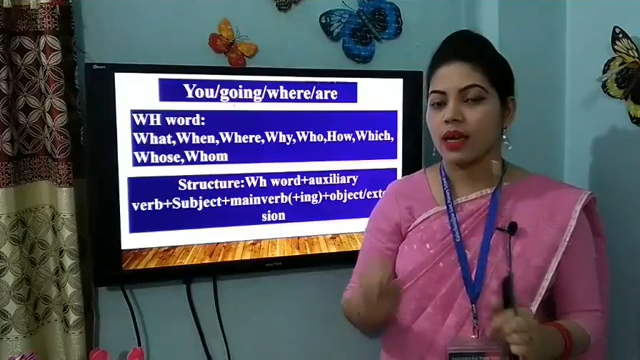 You/going/where/are
WH word:
What,When,Where,Why,Who,How,Which,
Whose,Whom
Structure:Wh word+auxiliary
verb+Subject+mainverb(+ing)+object/exte
sion